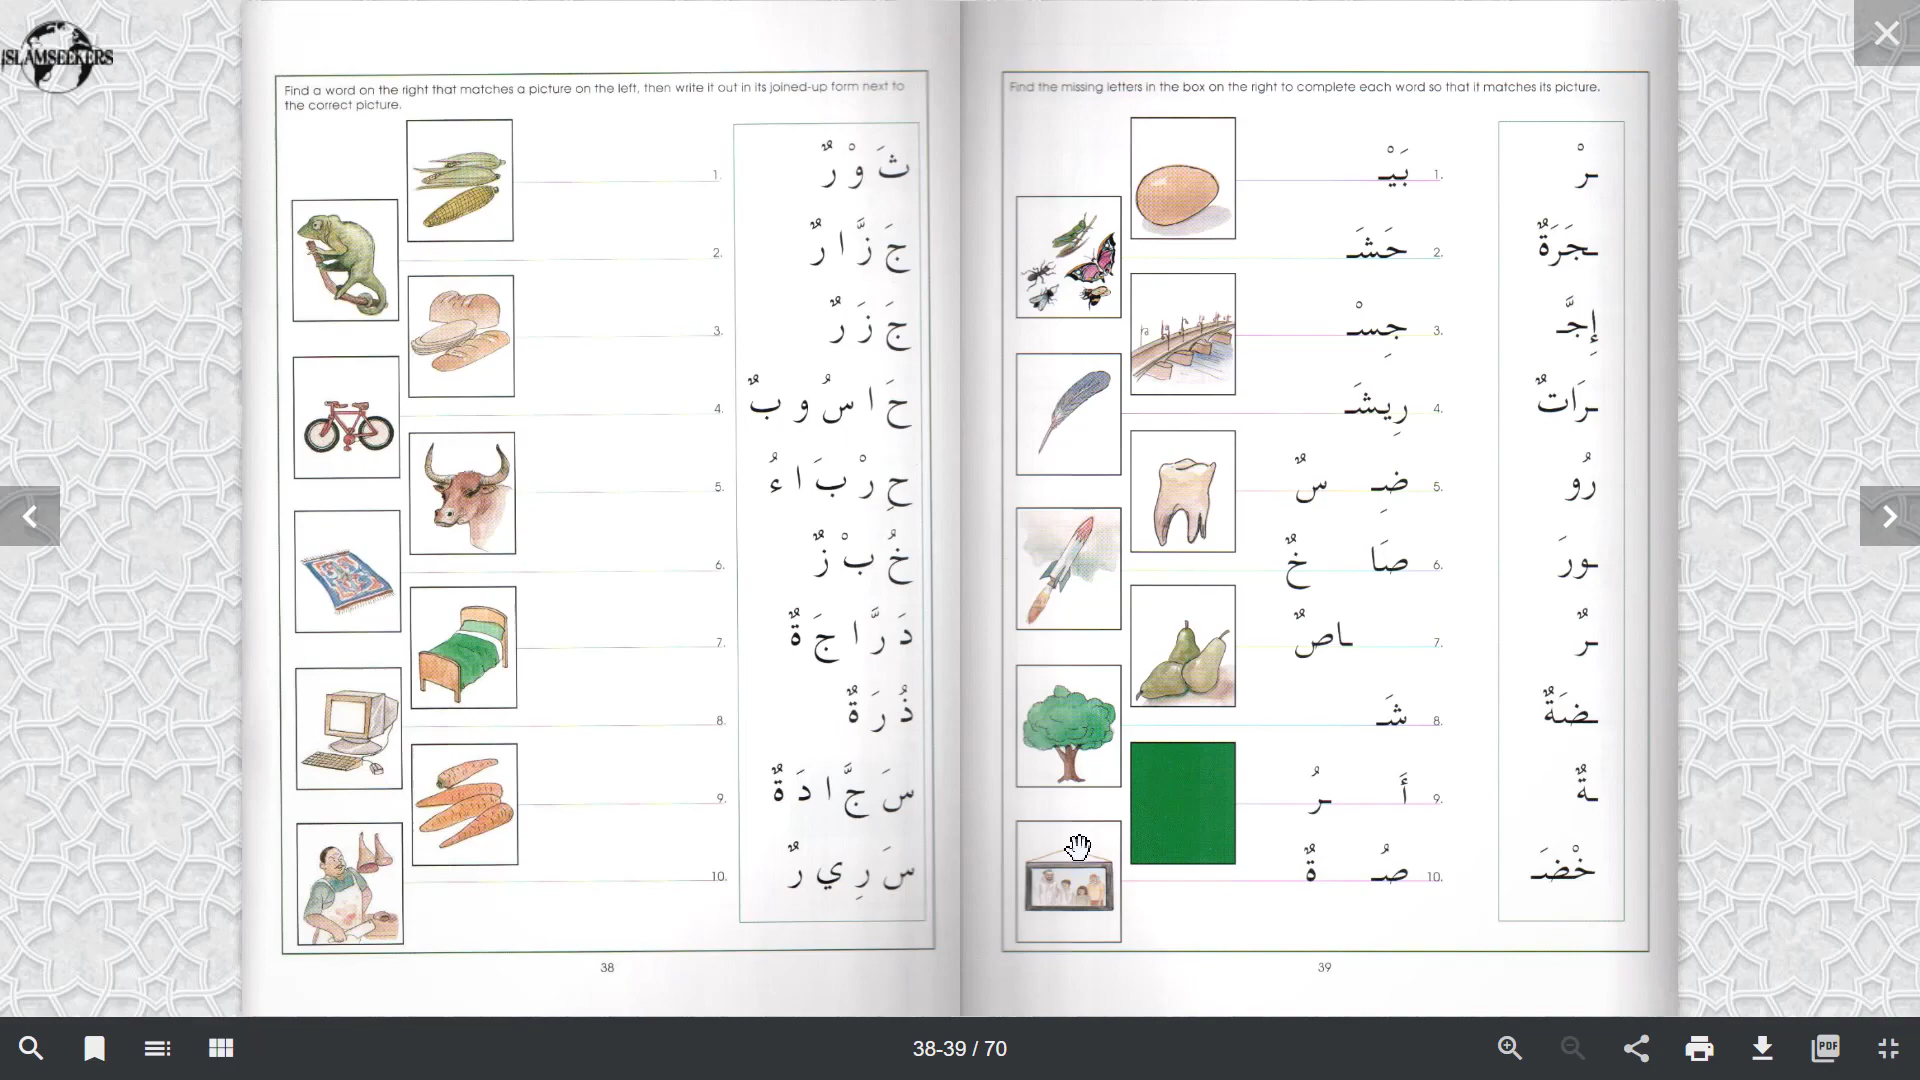 ISLAMSEEKERS
Find a word on the right that matches a picture on the left, then write it out in its joined-up form next to
the correct picture.
1.
ثَ وْ رٌ
2.
جَ زَّ ا رٌ
3.
جَ زَ رٌ
4.
حَ ا سُ و بٌ
5.
حِ رْ بَ ا ءُ
6.
خُ بْ زٌ
7.
دَ رَّ ا جَ ةٌ
8.
ذُ رَ ةٌ
9.
سَ جَّ ا دَ ةٌ
10.
سَ رِ ي رٌ
38
Find the missing letters in the box on the right to complete each word so that it matches its picture.
1. بَيْـ
ـرْ
2. حَشَـ
ـجَرَةٌ
3. جِسْـ
إِجَّـ
4. رِيشَـ
ـرَاتٌ
5. ضِـ سٌ
رُو
6. صَا خٌ
ـورَ
7. ـاصٌ
ـرٌ
8. شَـ
ـضَةٌ
9. أَ ـرُ
ـةٌ
10. صُـ ةٌ
خْضَـ
39
38-39 / 70
PDF